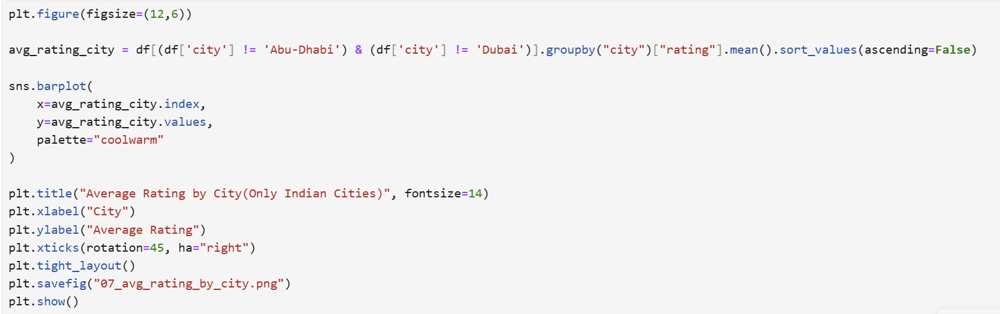 plt.figure(figsize=(12,6))
avg_rating_city = df[(df['city'] != 'Abu-Dhabi') & (df['city'] != 'Dubai')].groupby("city")["rating"].mean().sort_values(ascending=False)
sns.barplot(
    x=avg_rating_city.index,
    y=avg_rating_city.values,
    palette="coolwarm"
)
plt.title("Average Rating by City(Only Indian Cities)", fontsize=14)
plt.xlabel("City")
plt.ylabel("Average Rating")
plt.xticks(rotation=45, ha="right")
plt.tight_layout()
plt.savefig("07_avg_rating_by_city.png")
plt.show()